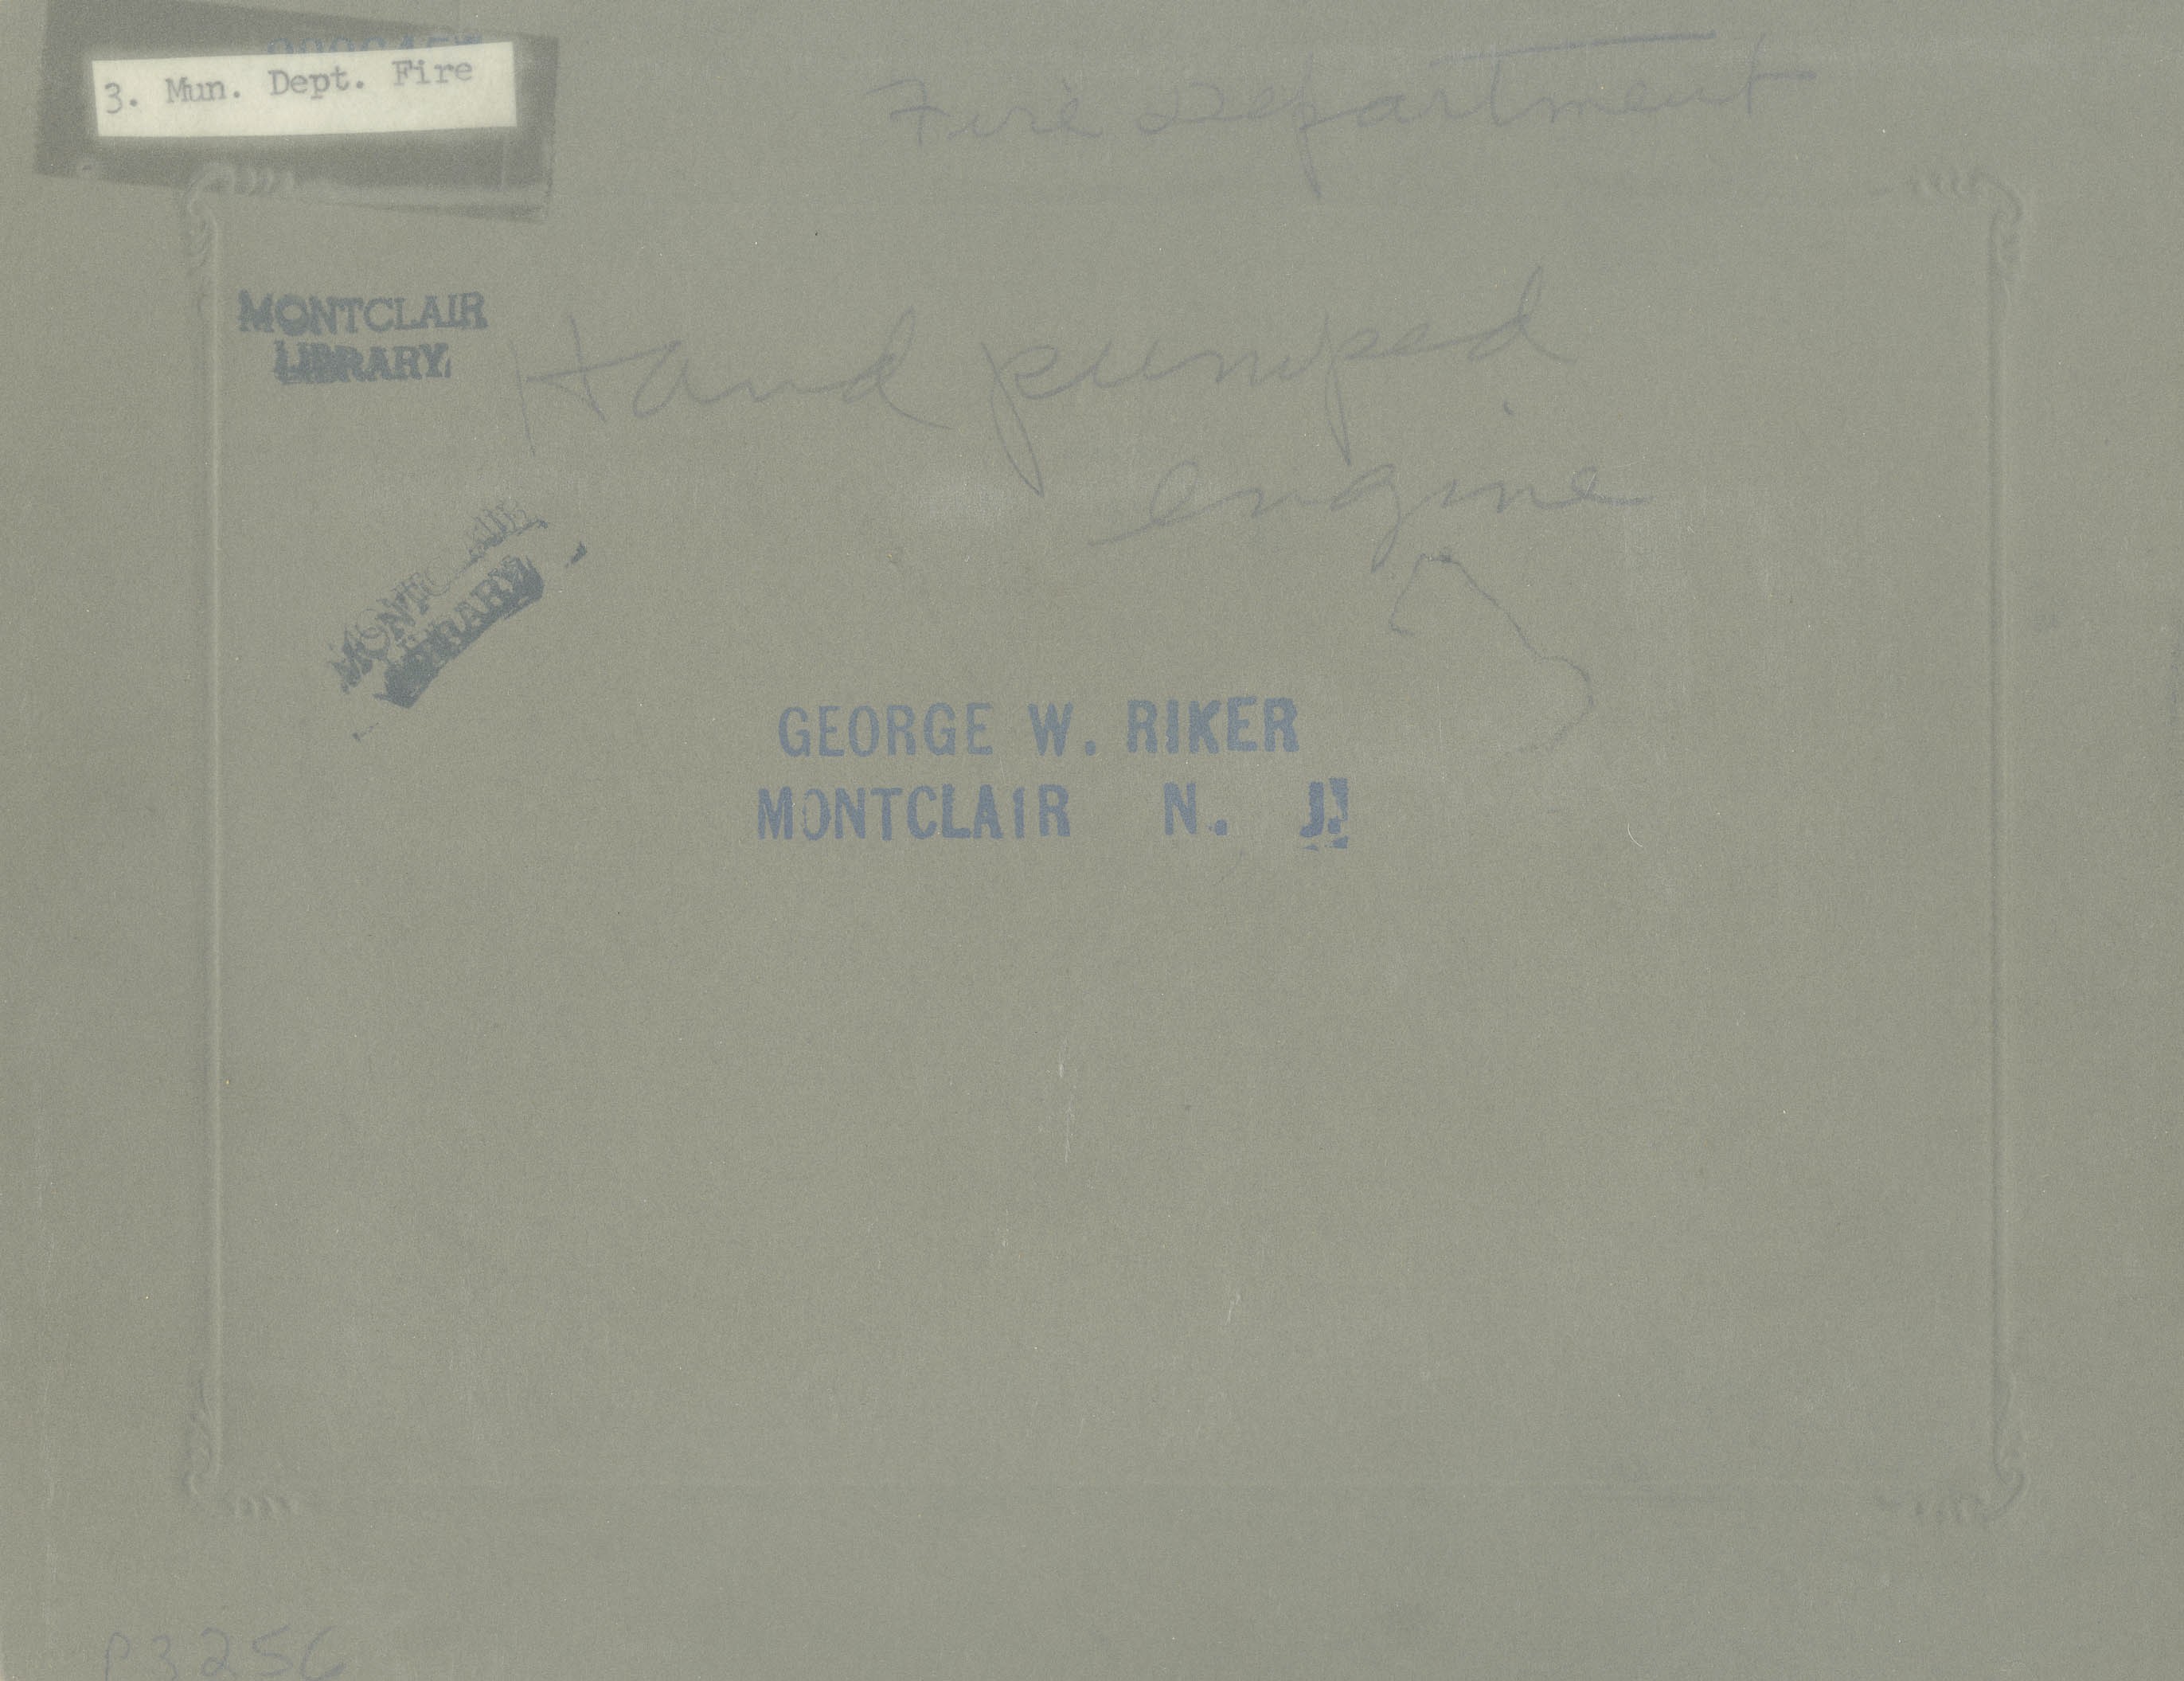 3. Mun. Dept. Fire
Fire Department
MONTCLAIR
LIBRARY
Hand pumped
engine
MONTCLAIR
LIBRARY
GEORGE W. RIKER
MONTCLAIR N. J.
P3256